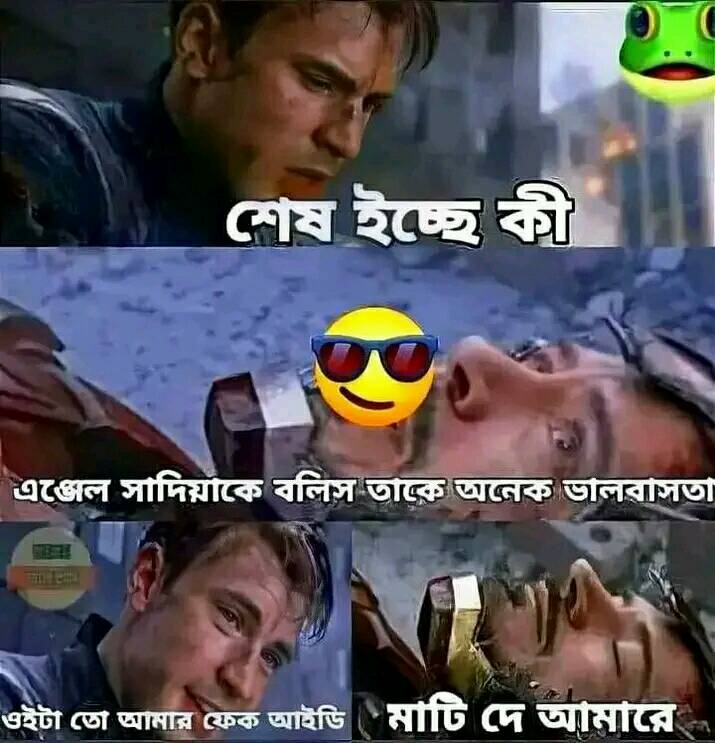 শেষ ইচ্ছে কী
এঞ্জেল সাদিয়াকে বলিস তাকে অনেক ভালবাসতা
ওইটা তো আমার ফেক আইডি
মাটি দে আমারে